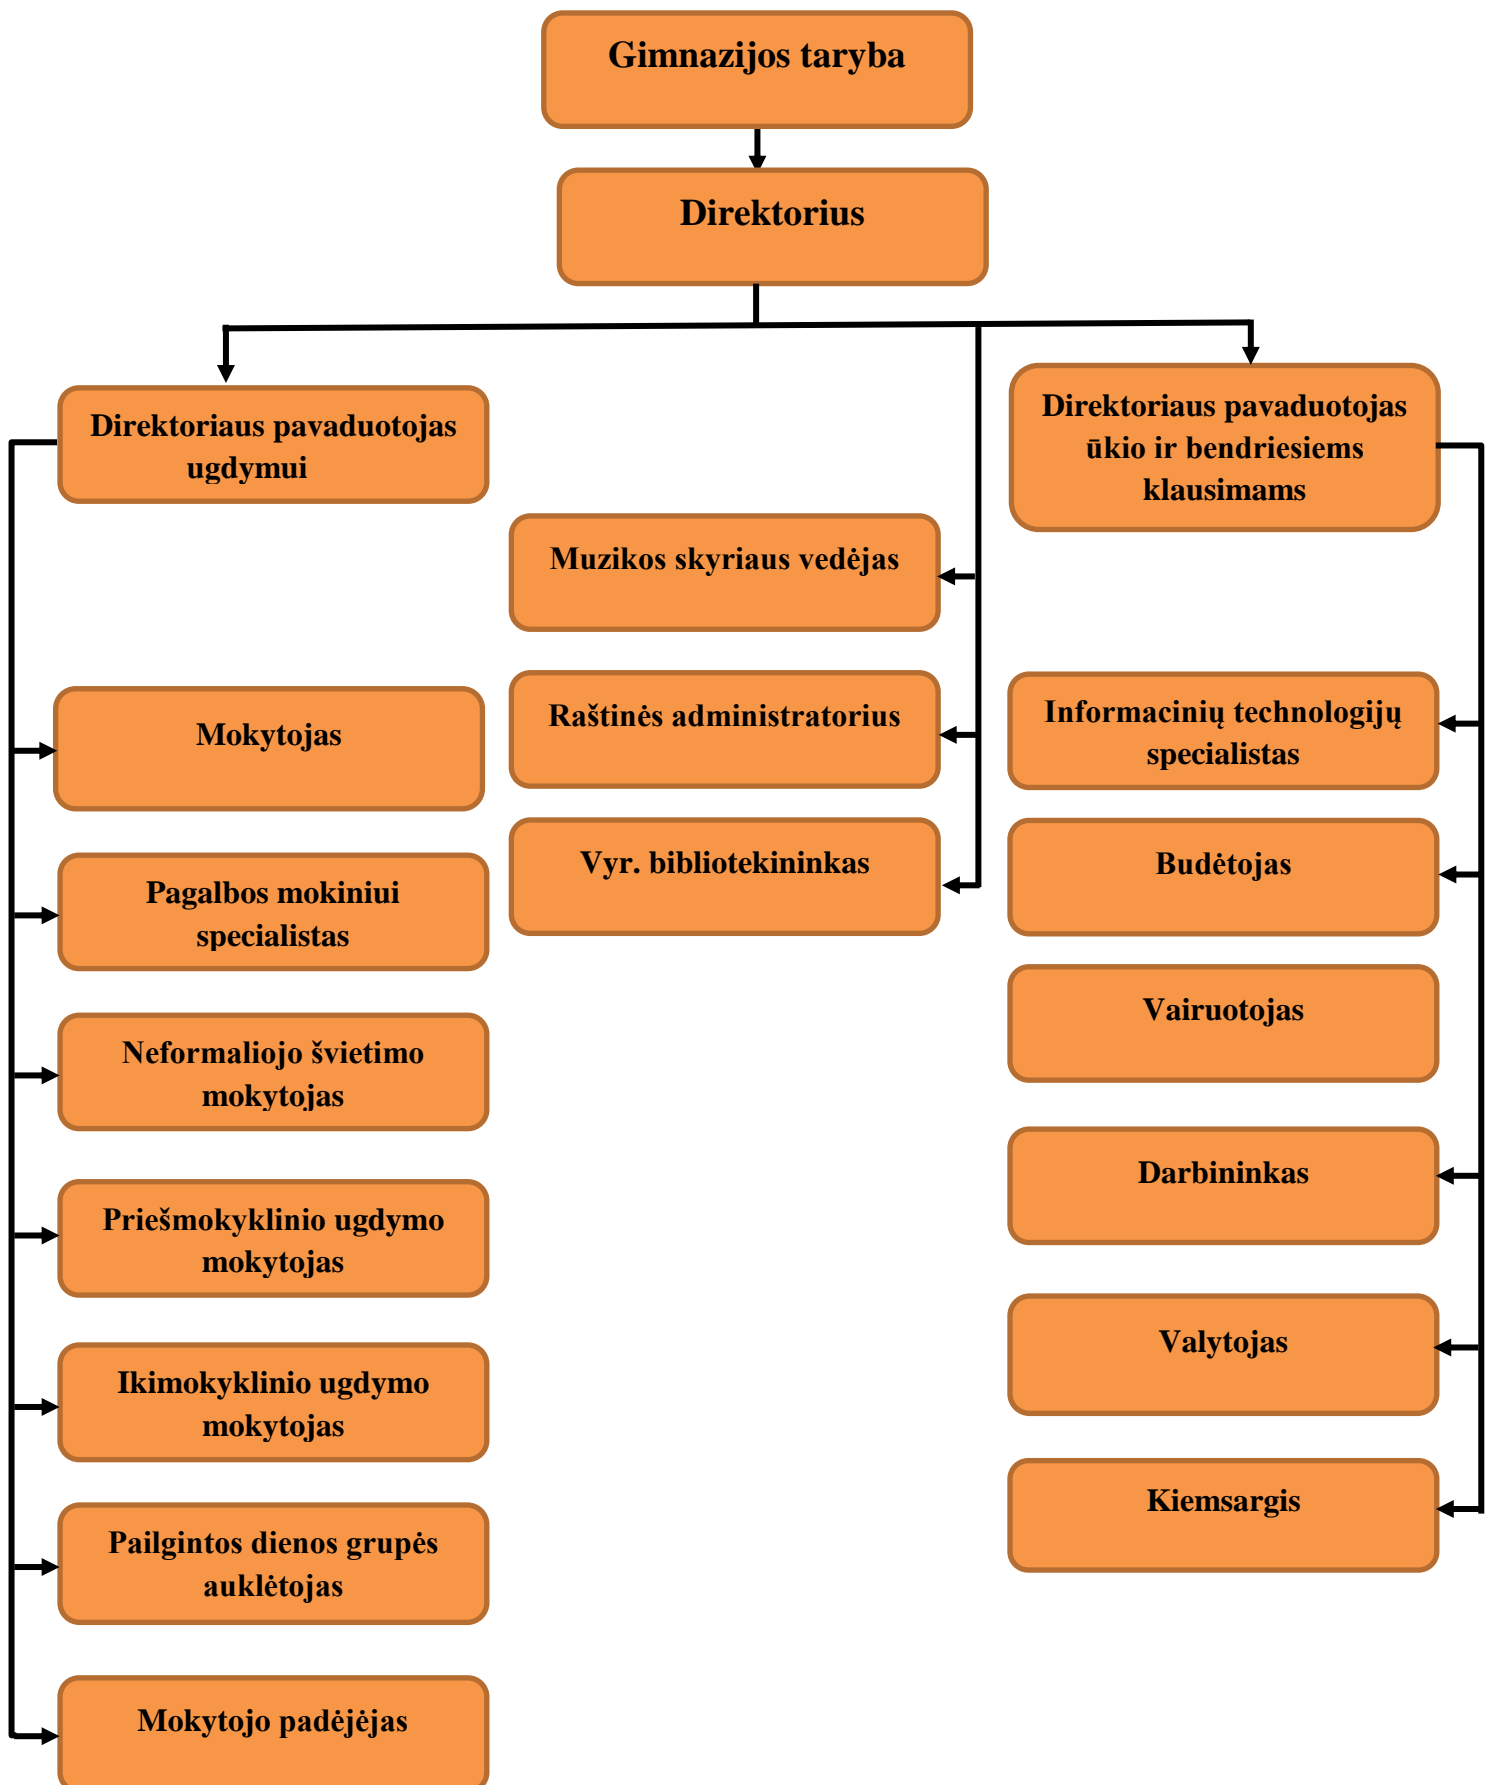 Gimnazijos taryba
Direktorius
Direktoriaus pavaduotojas
ugdymui
Direktoriaus pavaduotojas
ūkio ir bendriesiems
klausimams
Muzikos skyriaus vedėjas
Raštinės administratorius
Vyr. bibliotekininkas
Mokytojas
Pagalbos mokiniui
specialistas
Neformaliojo švietimo
mokytojas
Priešmokyklinio ugdymo
mokytojas
Ikimokyklinio ugdymo
mokytojas
Pailgintos dienos grupės
auklėtojas
Mokytojo padėjėjas
Informacinių technologijų
specialistas
Budėtojas
Vairuotojas
Darbininkas
Valytojas
Kiemsargis